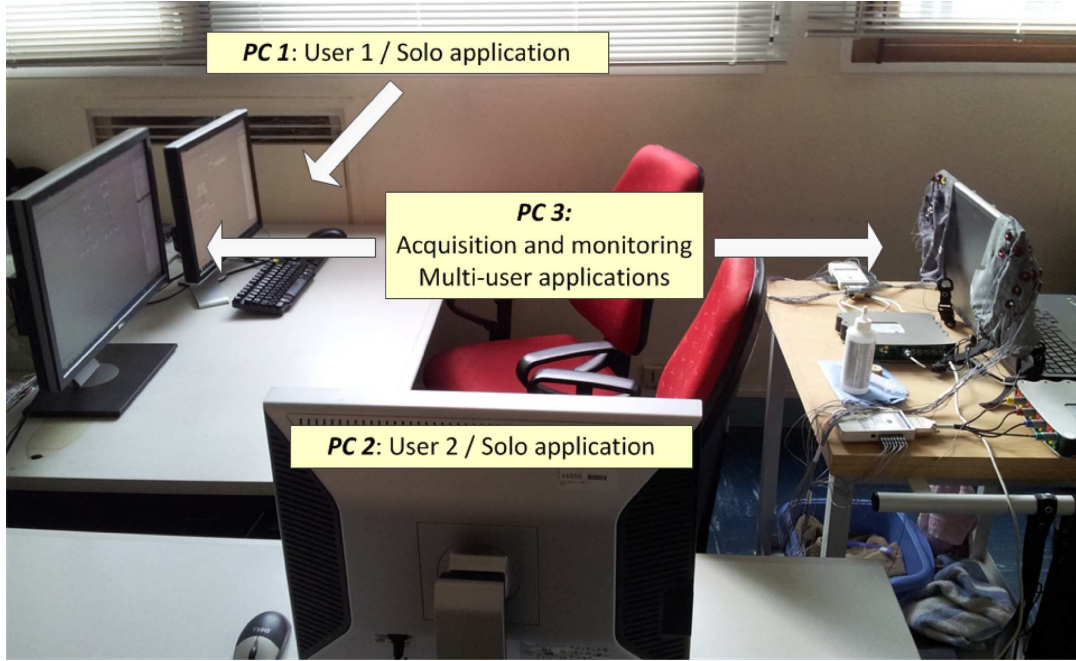 PC 1: User 1 / Solo application
PC 3:
Acquisition and monitoring
Multi-user applications
PC 2: User 2 / Solo application
DELL